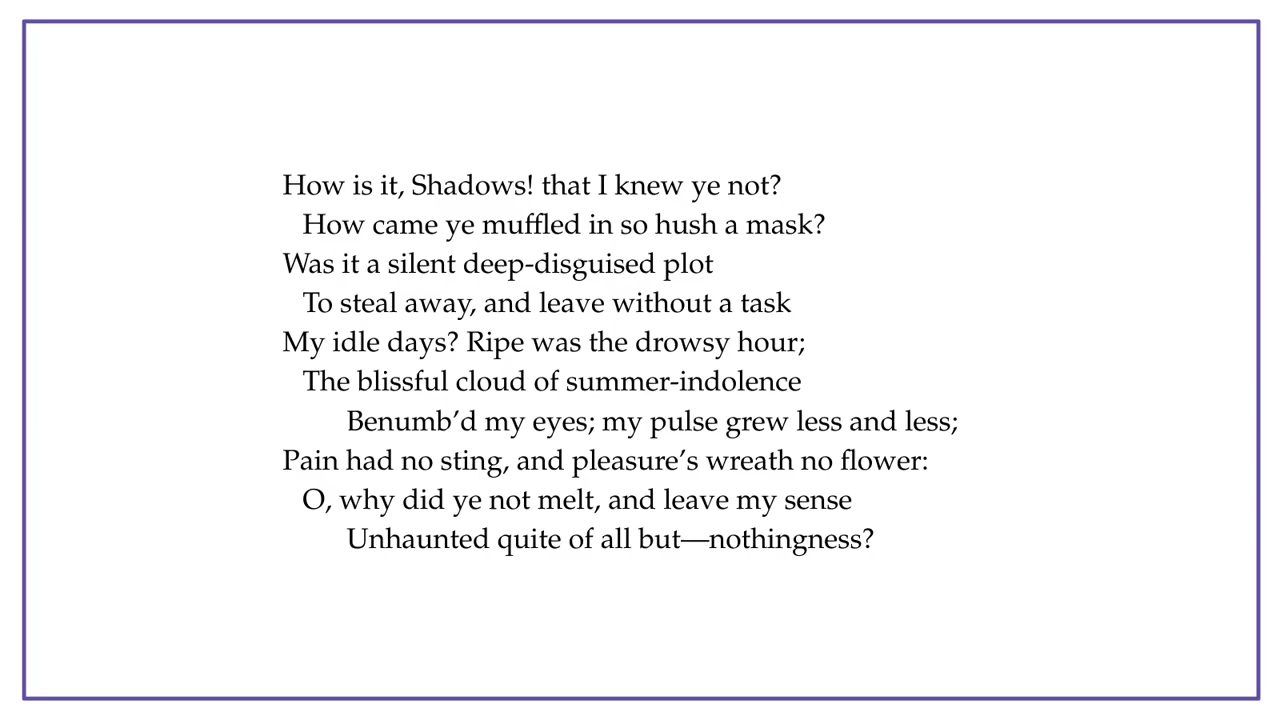 How is it, Shadows! that I knew ye not?
How came ye muffled in so hush a mask?
Was it a silent deep-disguised plot
To steal away, and leave without a task
My idle days? Ripe was the drowsy hour;
The blissful cloud of summer-indolence
Benumb’d my eyes; my pulse grew less and less;
Pain had no sting, and pleasure’s wreath no flower:
O, why did ye not melt, and leave my sense
Unhaunted quite of all but—nothingness?